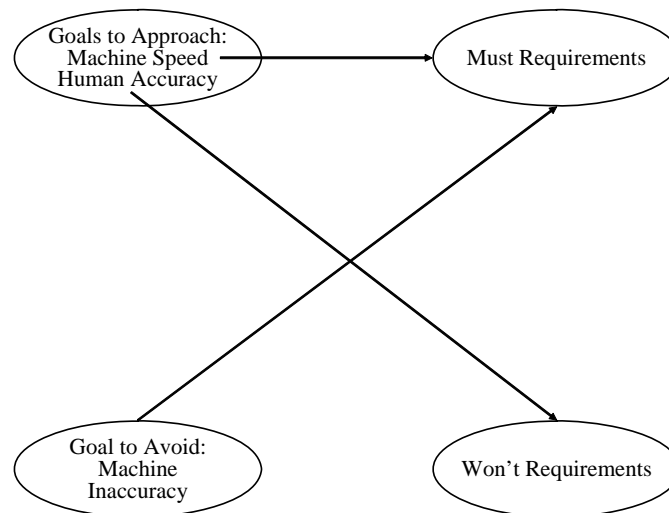 Goals to Approach:
Machine Speed
Human Accuracy
Must Requirements
Goal to Avoid:
Machine
Inaccuracy
Won’t Requirements